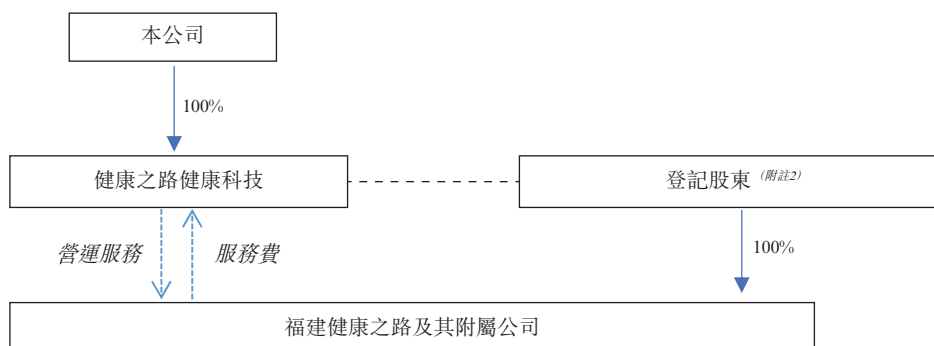 本公司
100%
健康之路健康科技
登記股東 (附註2)
營運服務
服務費
100%
福建健康之路及其附屬公司